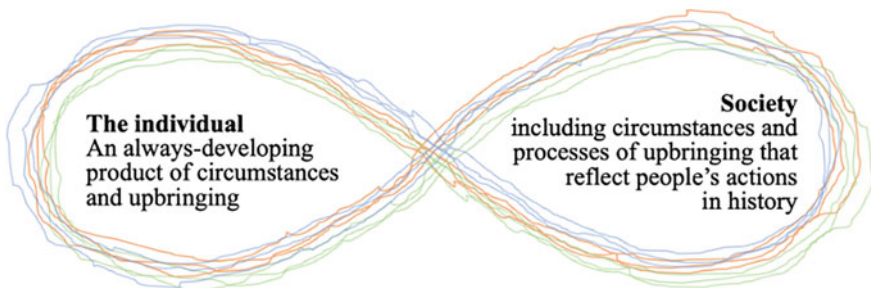 The individual
An always-developing
product of circumstances
and upbringing
Society
including circumstances and
processes of upbringing that
reflect people's actions
in history